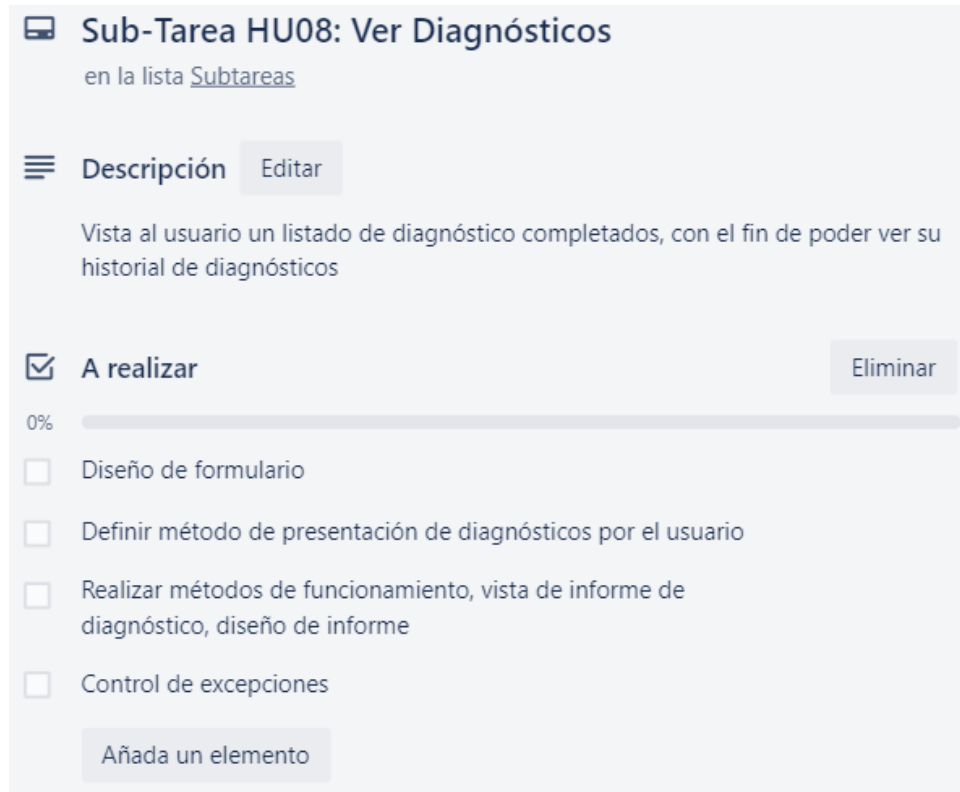 Sub-Tarea HU08: Ver Diagnósticos
en la lista Subtareas
Descripción Editar
Vista al usuario un listado de diagnóstico completados, con el fin de poder ver su
historial de diagnósticos
A realizar Eliminar
0%
Diseño de formulario
Definir método de presentación de diagnósticos por el usuario
Realizar métodos de funcionamiento, vista de informe de
diagnóstico, diseño de informe
Control de excepciones
Añada un elemento